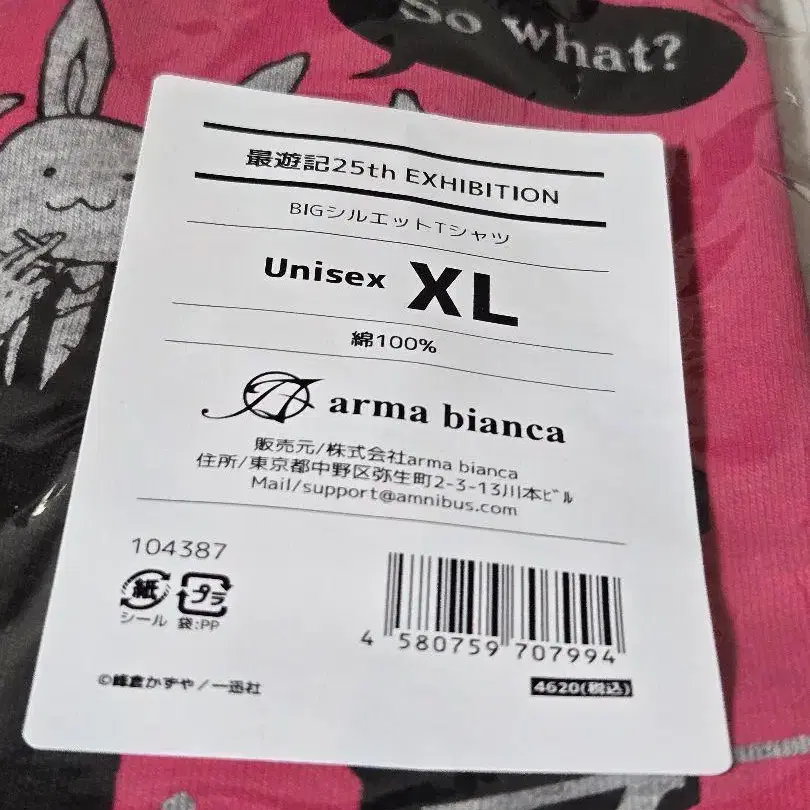 So what?
最遊記25th EXHIBITION
BIGシルエットTシャツ
Unisex XL
綿100%
arma bianca
販売元/株式会社arma bianca
住所/東京都中野区弥生町2-3-13川本ﾋﾞﾙ
Mail/support@amnibus.com
104387
紙 プラ
シール 袋:PP
4 580759 707994
©峰倉かずや/一迅社
4620(税込)